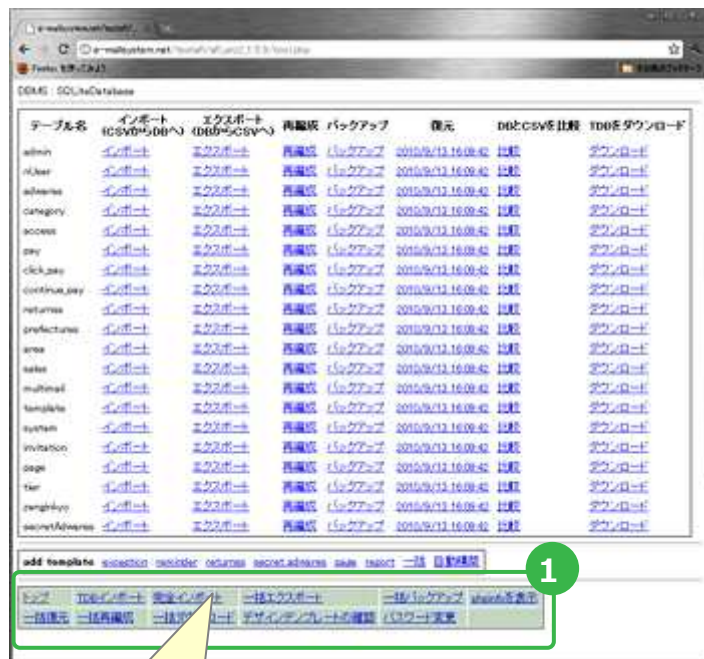 e-mailsystem.net
DBMS : SQLiteDatabase
テーブル名 インポート(CSVからDBへ) エクスポート(DBからCSVへ) 再編成 バックアップ 復元 DBとCSVを比較 TDBをダウンロード
admin インポート エクスポート 再編成 バックアップ 2010/9/13 16:09:42 比較 ダウンロード
nUser インポート エクスポート 再編成 バックアップ 2010/9/13 16:09:42 比較 ダウンロード
adwares インポート エクスポート 再編成 バックアップ 2010/9/13 16:09:42 比較 ダウンロード
category インポート エクスポート 再編成 バックアップ 2010/9/13 16:09:42 比較 ダウンロード
access インポート エクスポート 再編成 バックアップ 2010/9/13 16:09:42 比較 ダウンロード
pay インポート エクスポート 再編成 バックアップ 2010/9/13 16:09:42 比較 ダウンロード
click_pay インポート エクスポート 再編成 バックアップ 2010/9/13 16:09:42 比較 ダウンロード
continue_pay インポート エクスポート 再編成 バックアップ 2010/9/13 16:09:42 比較 ダウンロード
returnss インポート エクスポート 再編成 バックアップ 2010/9/13 16:09:42 比較 ダウンロード
prefectures インポート エクスポート 再編成 バックアップ 2010/9/13 16:09:42 比較 ダウンロード
area インポート エクスポート 再編成 バックアップ 2010/9/13 16:09:42 比較 ダウンロード
sales インポート エクスポート 再編成 バックアップ 2010/9/13 16:09:42 比較 ダウンロード
multimail インポート エクスポート 再編成 バックアップ 2010/9/13 16:09:42 比較 ダウンロード
template インポート エクスポート 再編成 バックアップ 2010/9/13 16:09:42 比較 ダウンロード
system インポート エクスポート 再編成 バックアップ 2010/9/13 16:09:42 比較 ダウンロード
invitation インポート エクスポート 再編成 バックアップ 2010/9/13 16:09:42 比較 ダウンロード
page インポート エクスポート 再編成 バックアップ 2010/9/13 16:09:42 比較 ダウンロード
tier インポート エクスポート 再編成 バックアップ 2010/9/13 16:09:42 比較 ダウンロード
zenginkyo インポート エクスポート 再編成 バックアップ 2010/9/13 16:09:42 比較 ダウンロード
secretAdwares インポート エクスポート 再編成 バックアップ 2010/9/13 16:09:42 比較 ダウンロード
add template exception reminder returnss secret adwares page report 一括 自動構築
1
トップ TDBインポート 完全インポート 一括エクスポート 一括バックアップ phpinfoを表示
一括復元 一括再編成 デザインテンプレートの確認 パスワード変更